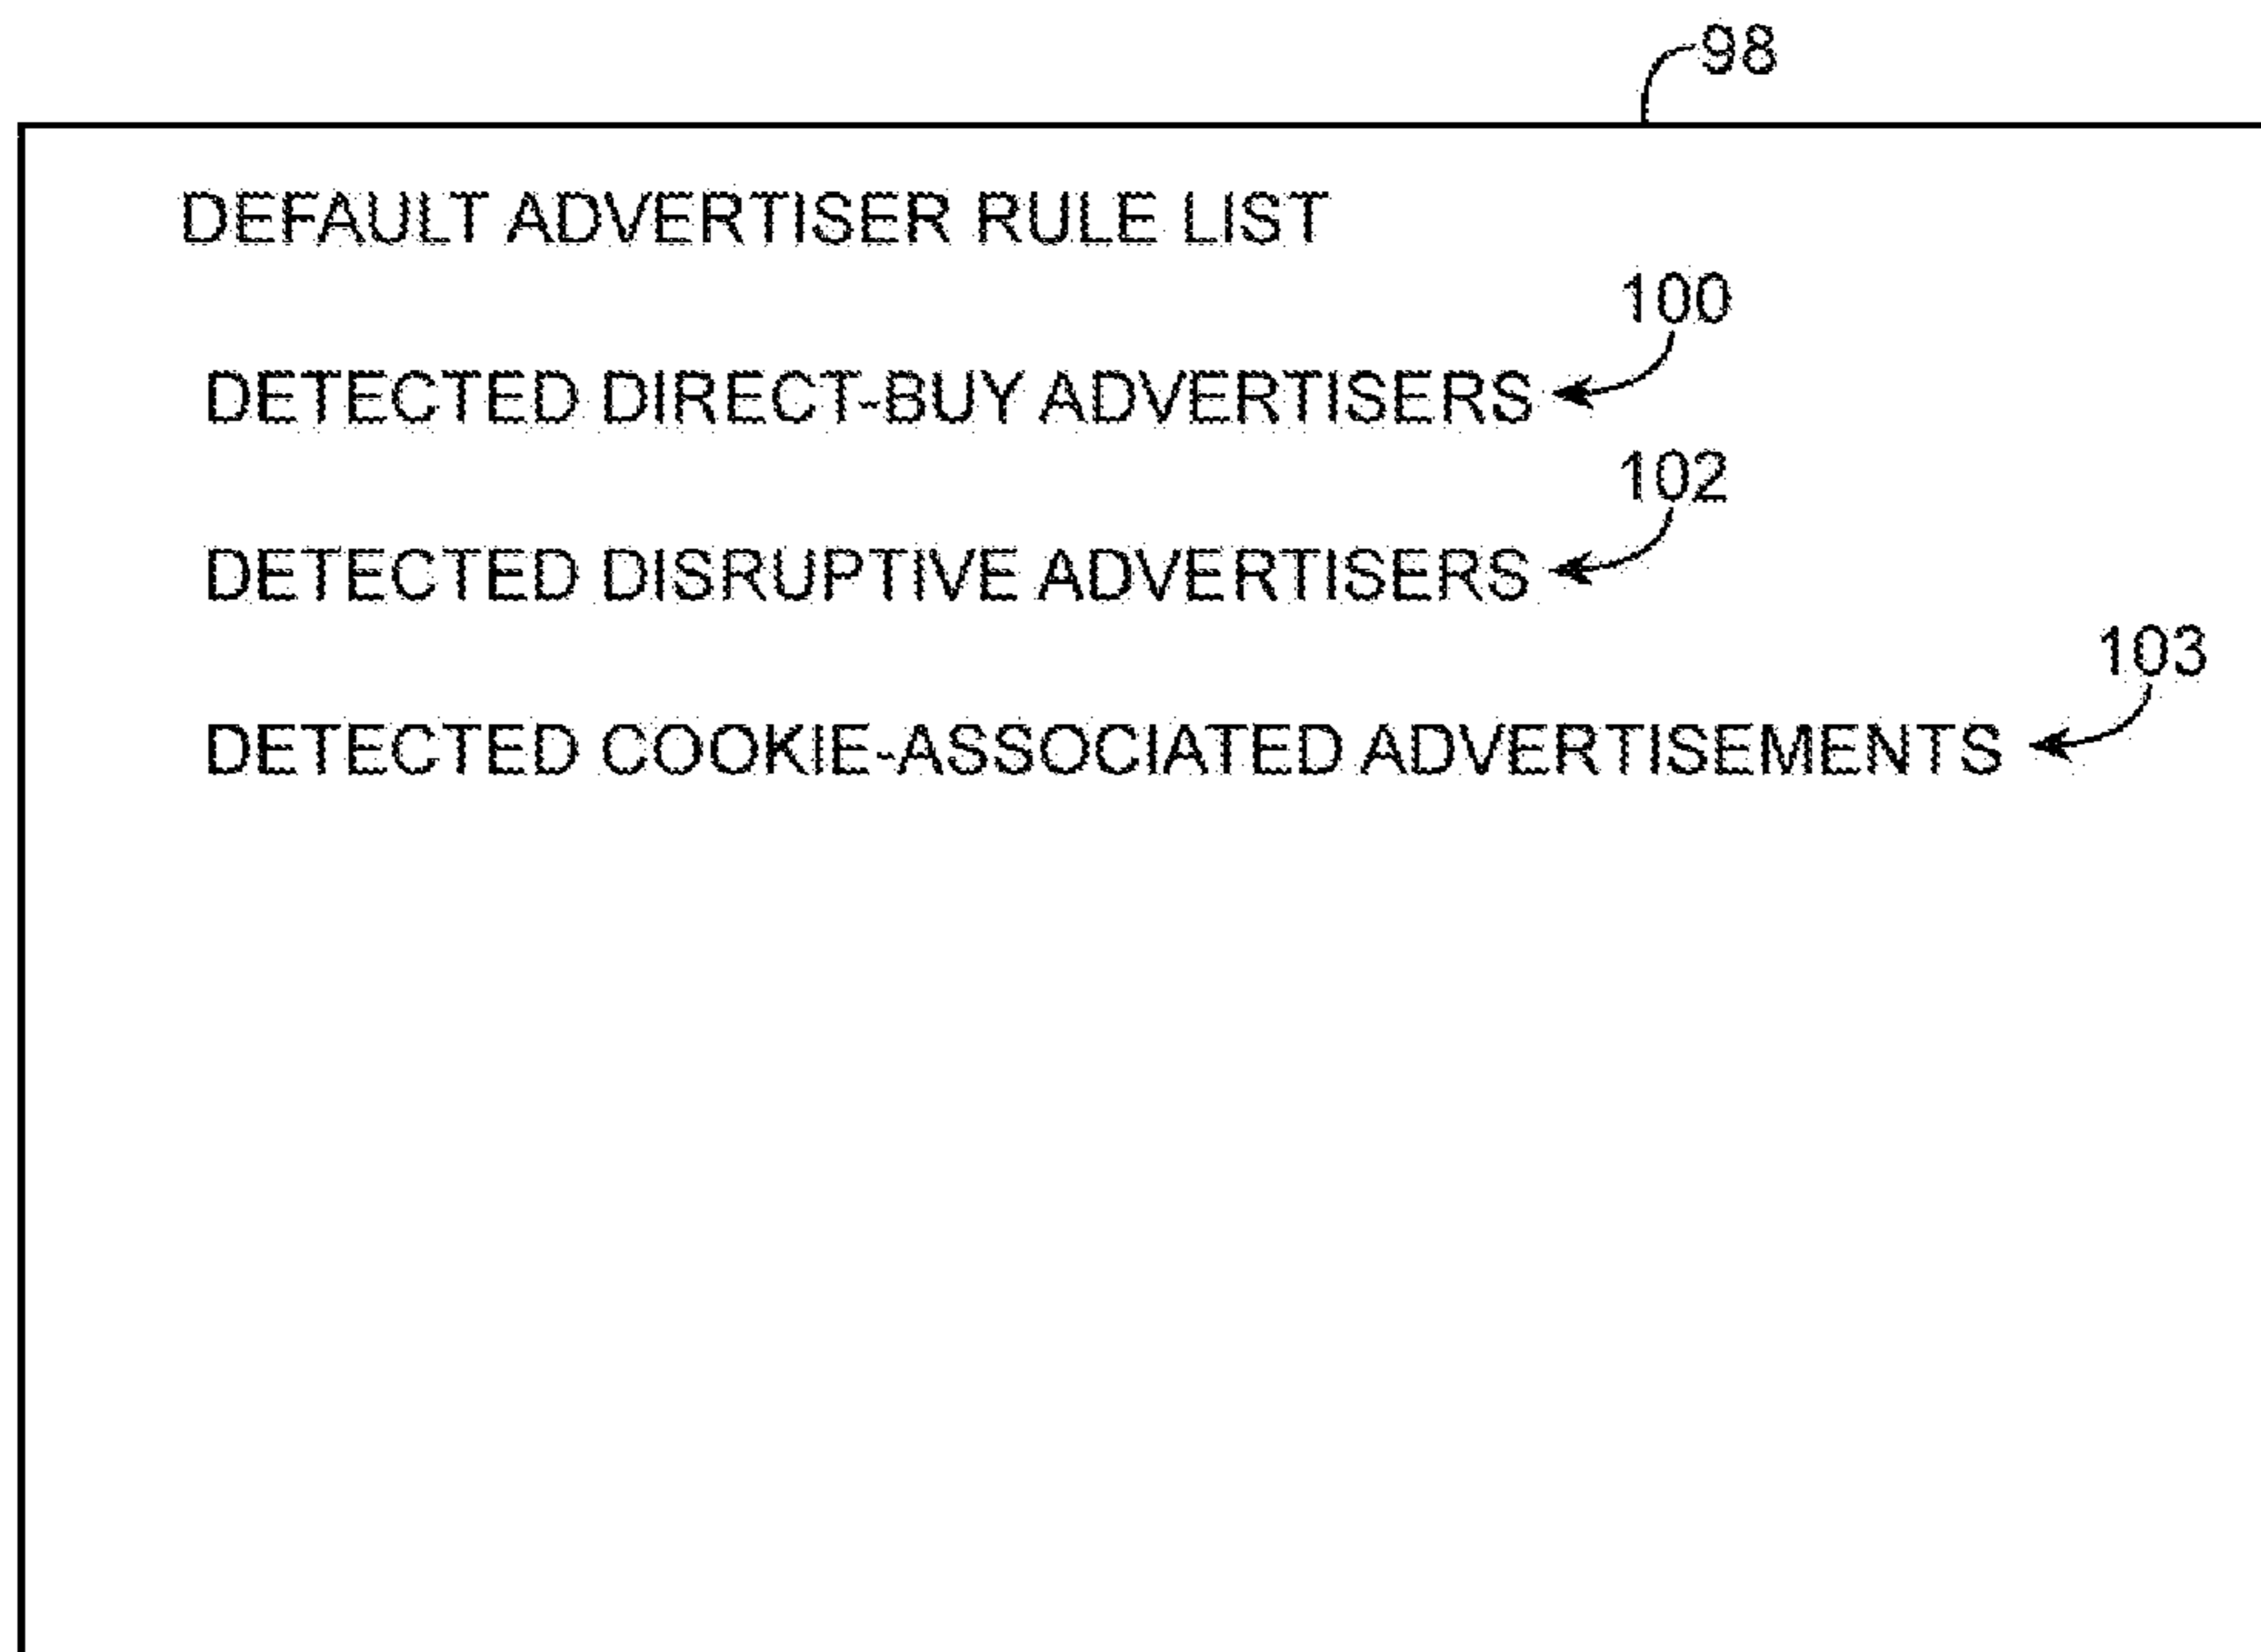 98
DEFAULT ADVERTISER RULE LIST
100
DETECTED DIRECT-BUY ADVERTISERS
102
DETECTED DISRUPTIVE ADVERTISERS
103
DETECTED COOKIE-ASSOCIATED ADVERTISEMENTS